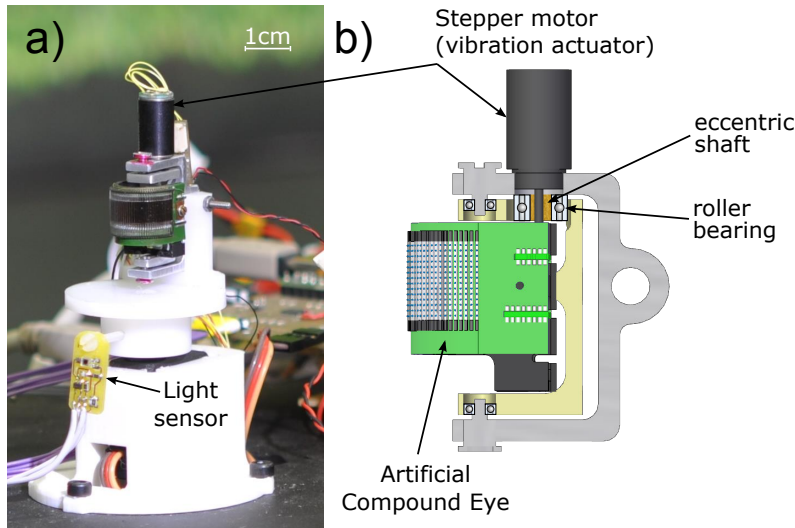 a)
1cm
b)
Stepper motor
(vibration actuator)
eccentric
shaft
roller
bearing
Light
sensor
Artificial
Compound Eye